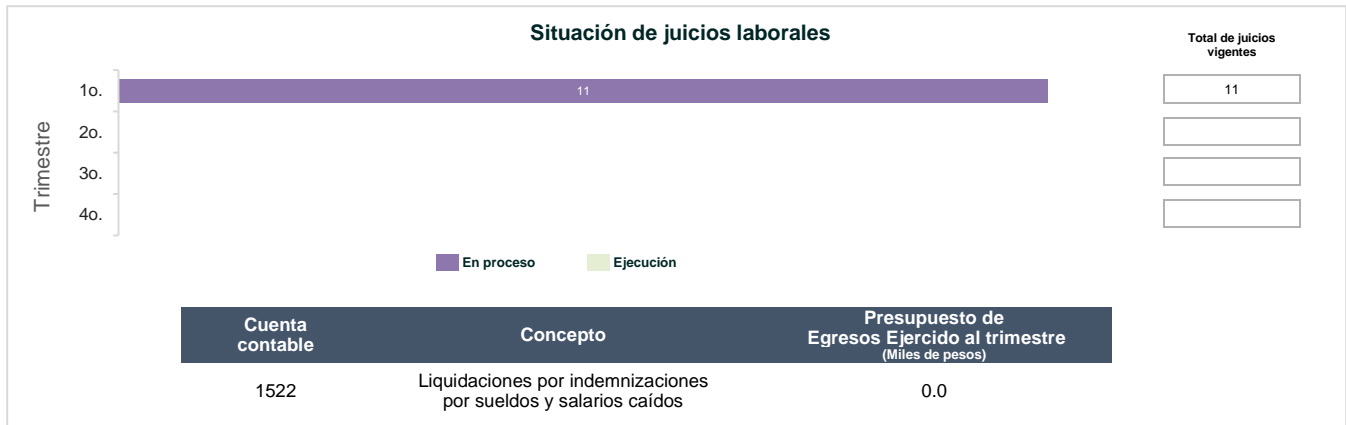 Situación de juicios laborales
Total de juicios
vigentes
Trimestre
1o.
11
11
2o.
3o.
4o.
En proceso
Ejecución
Cuenta
contable
Concepto
Presupuesto de
Egresos Ejercido al trimestre
(Miles de pesos)
1522
Liquidaciones por indemnizaciones
por sueldos y salarios caídos
0.0